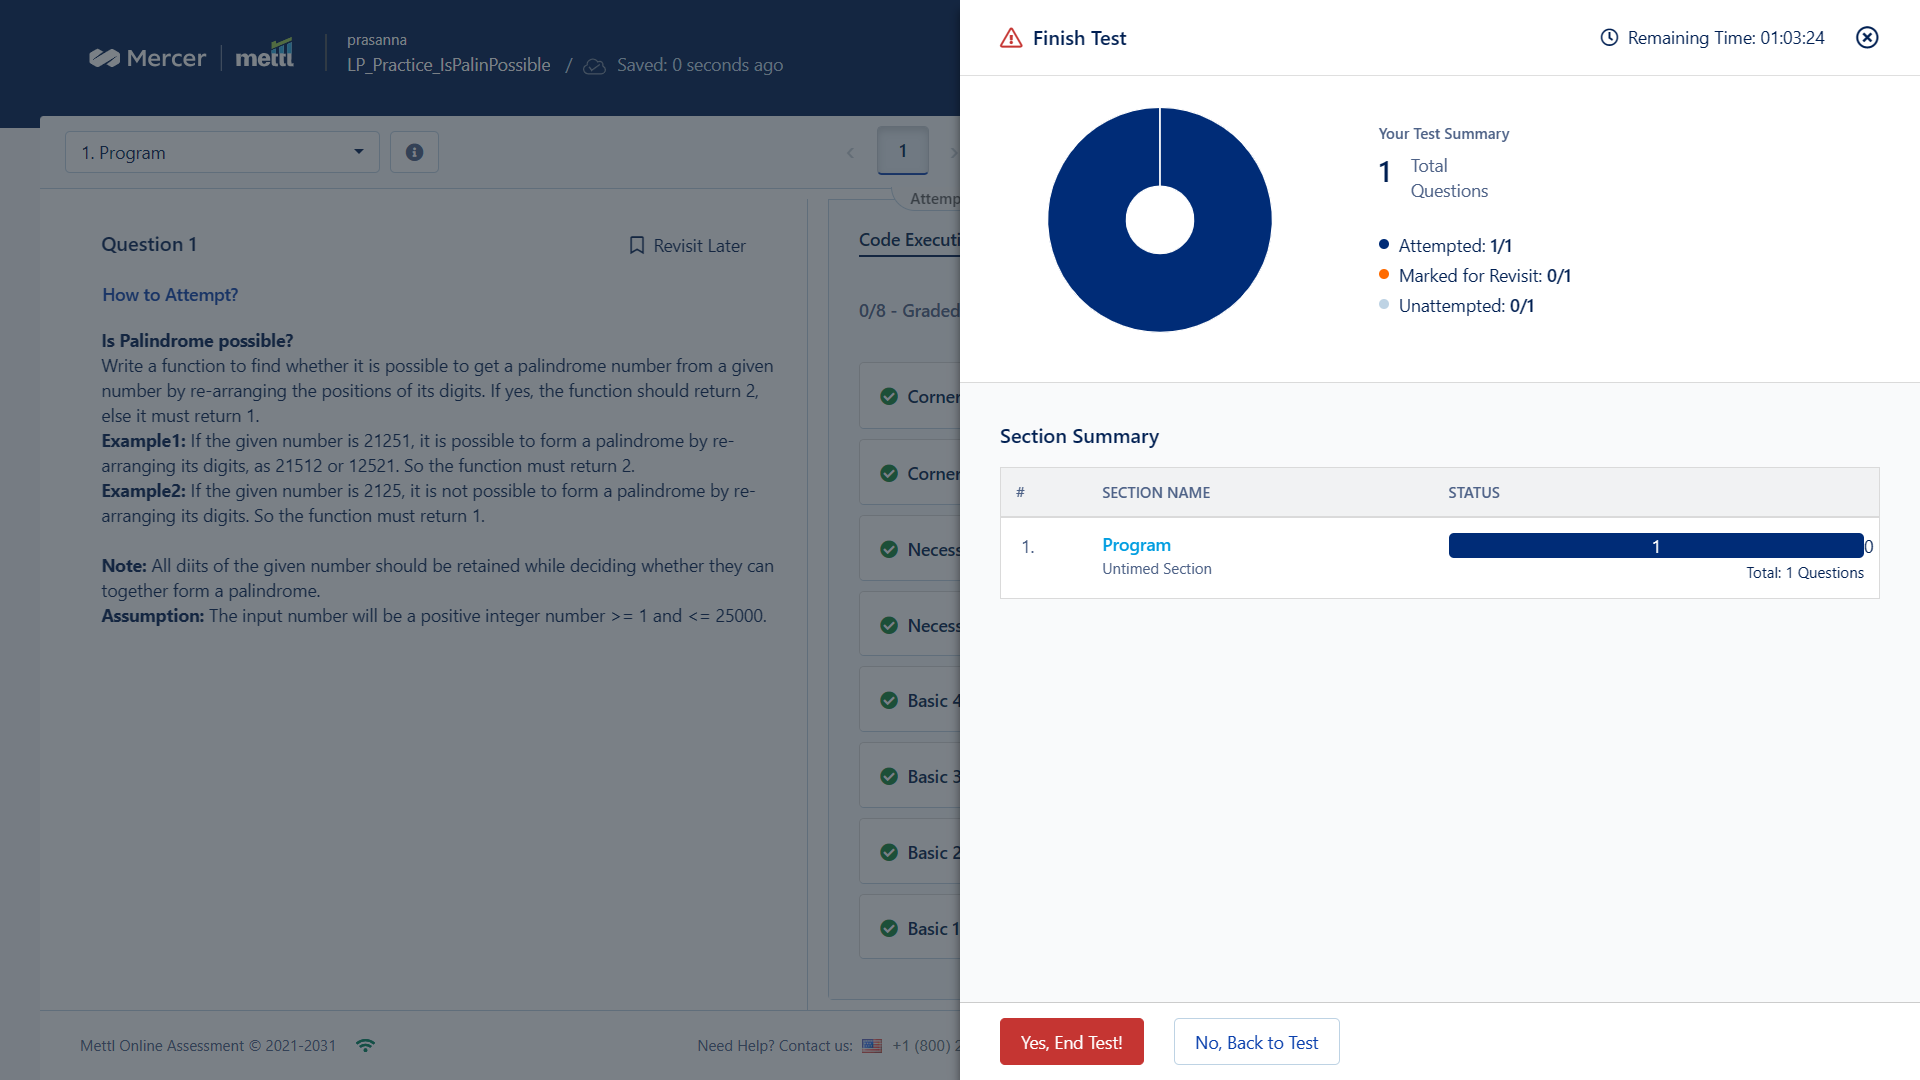 Mercer | mettl
prasanna
LP_Practice_IsPalinPossible / Saved: 0 seconds ago
1. Program
1
Attemp
Question 1
Revisit Later
How to Attempt?
Is Palindrome possible?
Write a function to find whether it is possible to get a palindrome number from a given
number by re-arranging the positions of its digits. If yes, the function should return 2,
else it must return 1.
Example1: If the given number is 21251, it is possible to form a palindrome by re-
arranging its digits, as 21512 or 12521. So the function must return 2.
Example2: If the given number is 2125, it is not possible to form a palindrome by re-
arranging its digits. So the function must return 1.
Note: All diits of the given number should be retained while deciding whether they can
together form a palindrome.
Assumption: The input number will be a positive integer number >= 1 and <= 25000.
Code Executi
0/8 - Graded
Corner
Corner
Necess
Necess
Basic 4
Basic 3
Basic 2
Basic 1
Mettl Online Assessment © 2021-2031
Need Help? Contact us: +1 (800) 2
Finish Test
Remaining Time: 01:03:24
Your Test Summary
1 Total
Questions
Attempted: 1/1
Marked for Revisit: 0/1
Unattempted: 0/1
Section Summary
# SECTION NAME STATUS
1. Program 1 0
Untimed Section
Total: 1 Questions
Yes, End Test!
No, Back to Test